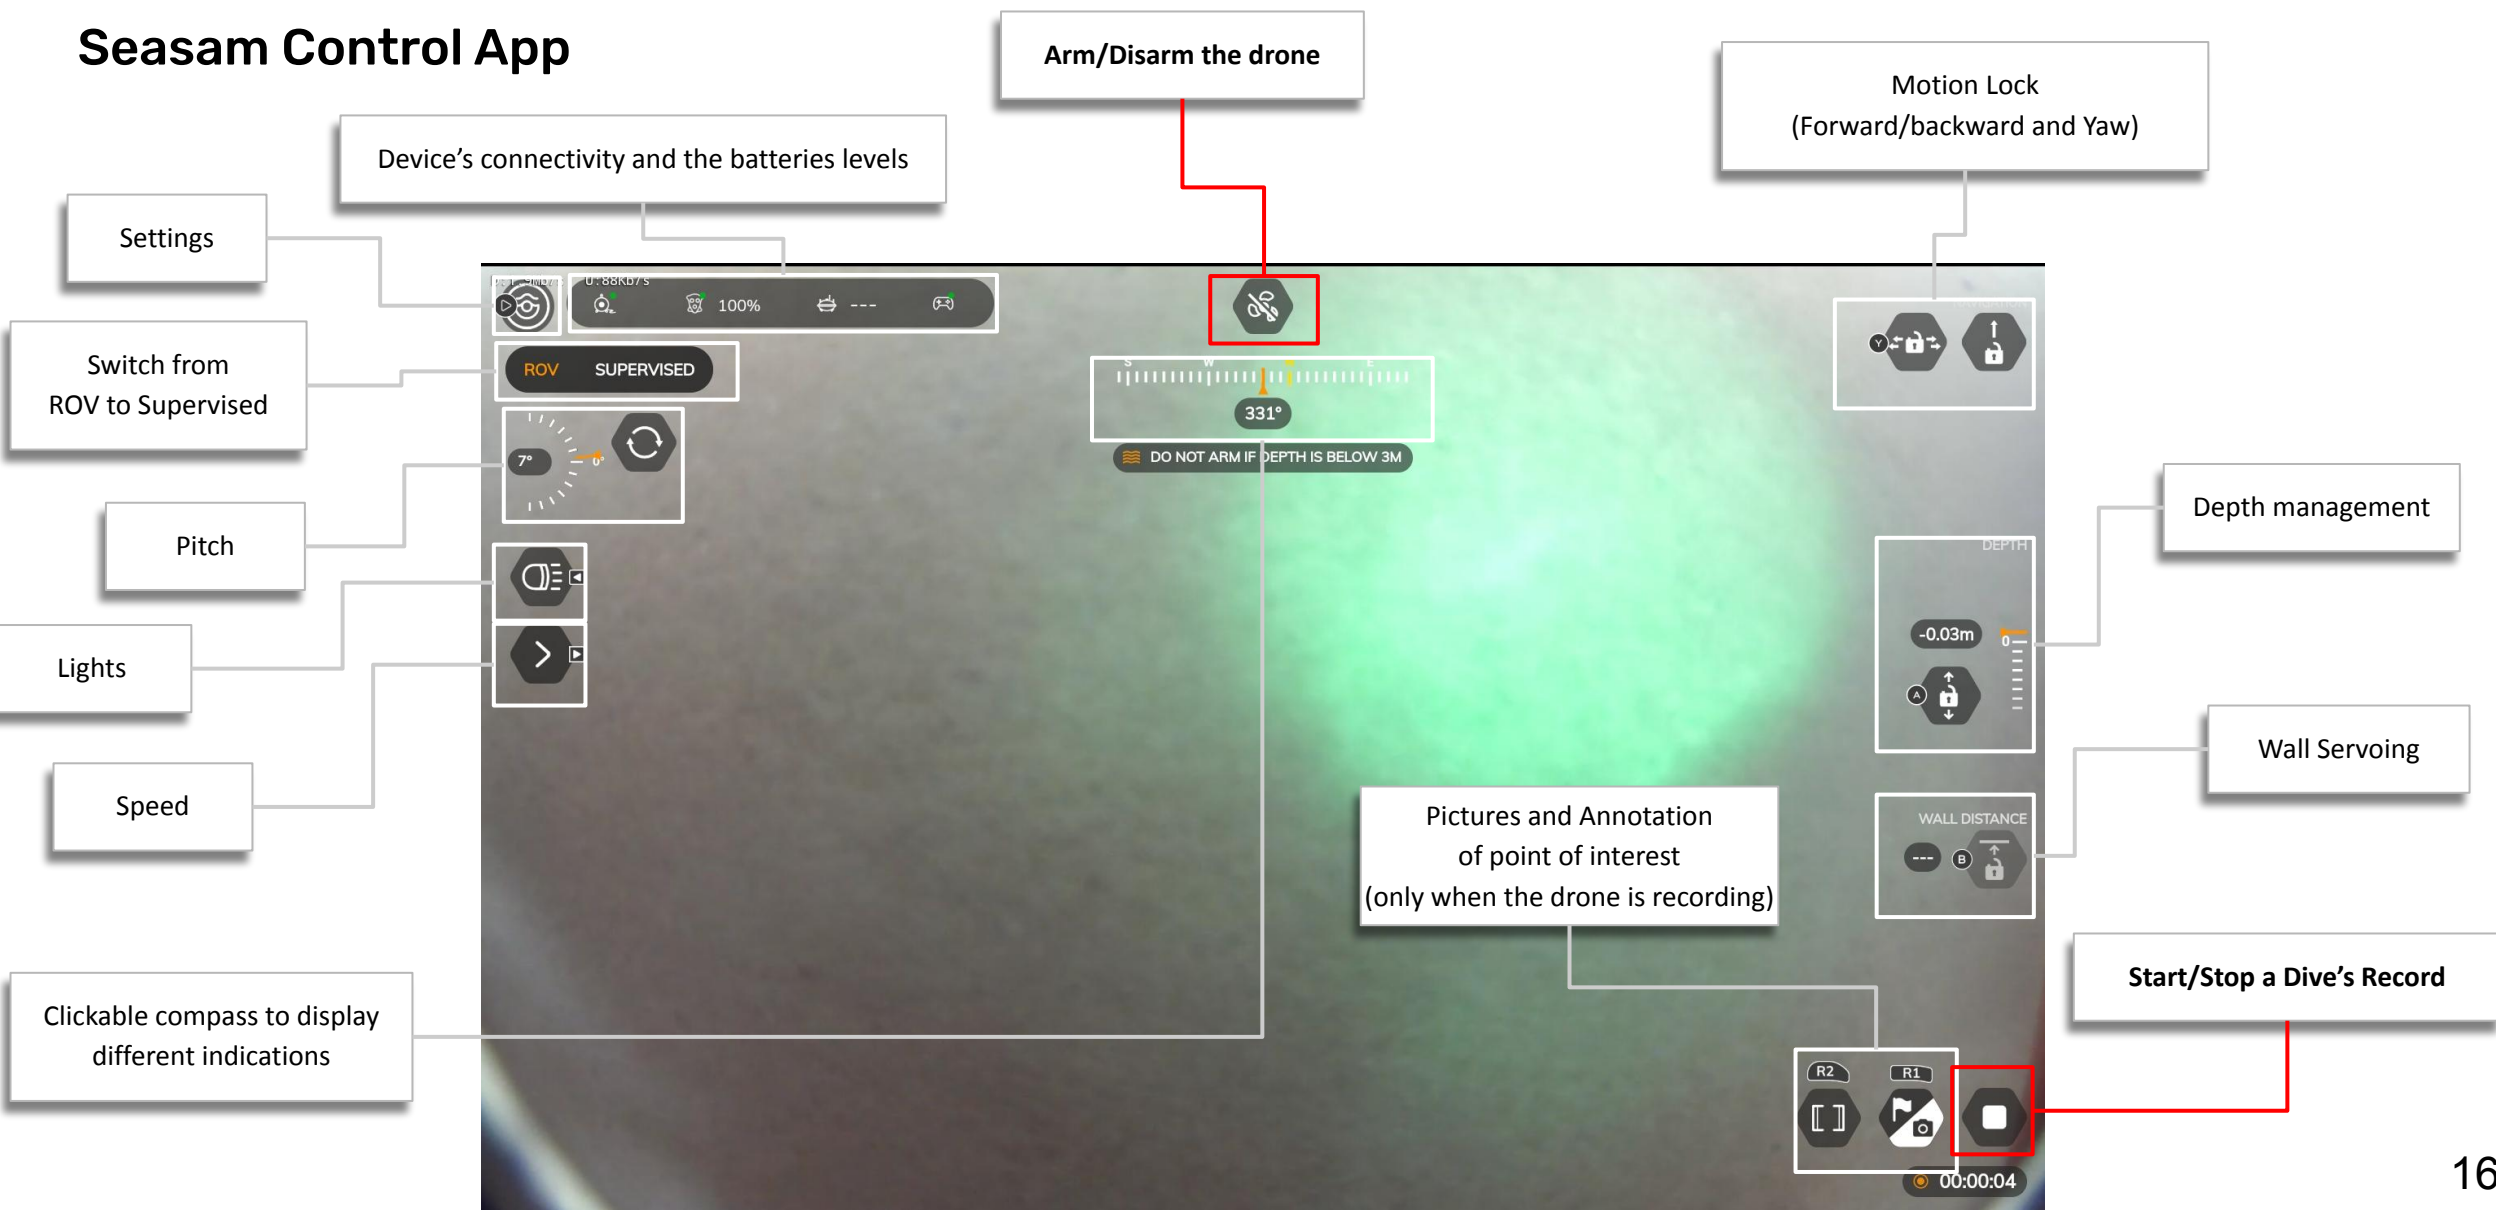 Seasam Control App
Arm/Disarm the drone
Motion Lock
(Forward/backward and Yaw)
Device's connectivity and the batteries levels
Settings
U:88Kb/s
100%
---
Switch from
ROV to Supervised
ROV SUPERVISED
S W E
331°
DO NOT ARM IF DEPTH IS BELOW 3M
Y
7°
0°
Pitch
Depth management
DEPTH
-0.03m
0
A
Lights
Speed
Wall Servoing
WALL DISTANCE
---
B
Pictures and Annotation
of point of interest
(only when the drone is recording)
Start/Stop a Dive's Record
Clickable compass to display
different indications
R2
R1
00:00:04
16